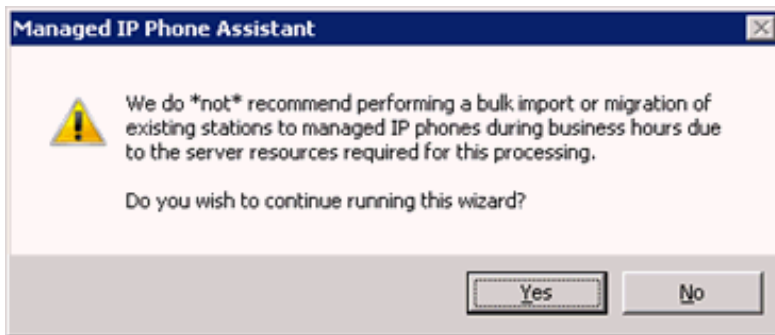 Managed IP Phone Assistant
We do *not* recommend performing a bulk import or migration of
existing stations to managed IP phones during business hours due
to the server resources required for this processing.
Do you wish to continue running this wizard?
Yes
No